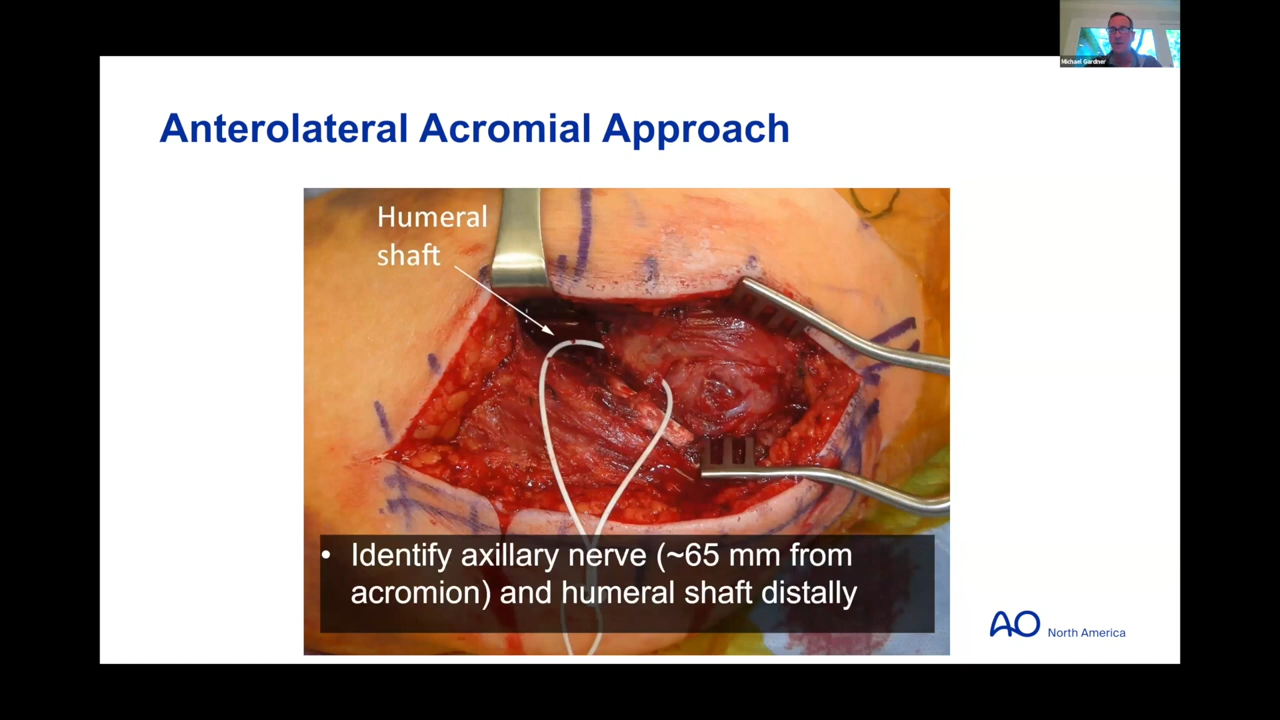 Michael Gardner
Anterolateral Acromial Approach
Humeral
shaft
• Identify axillary nerve (~65 mm from
acromion) and humeral shaft distally
AO North America